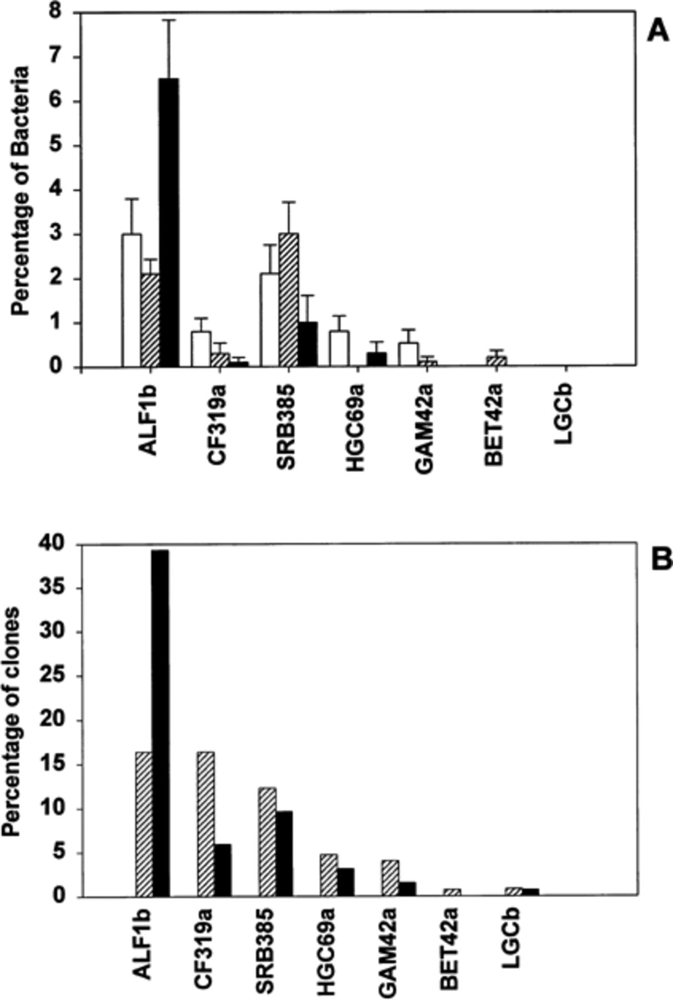 A
Percentage of Bacteria
8
7
6
5
4
3
2
1
0
ALF1b
CF319a
SRB385
HGC69a
GAM42a
BET42a
LGCb
B
Percentage of clones
40
35
30
25
20
15
10
5
0
ALF1b
CF319a
SRB385
HGC69a
GAM42a
BET42a
LGCb